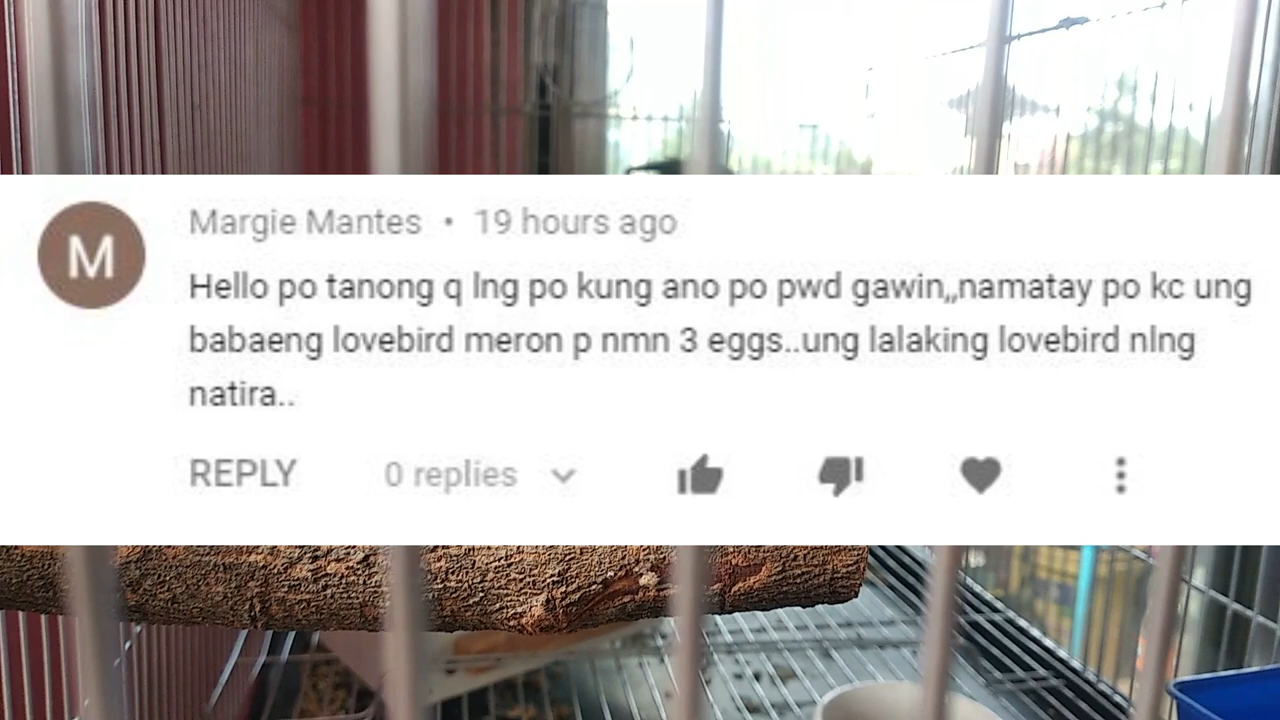 M
Margie Mantes • 19 hours ago
Hello po tanong q lng po kung ano po pwd gawin,,namatay po kc ung
babaeng lovebird meron p nmn 3 eggs..ung lalaking lovebird nlng
natira..
REPLY 0 replies